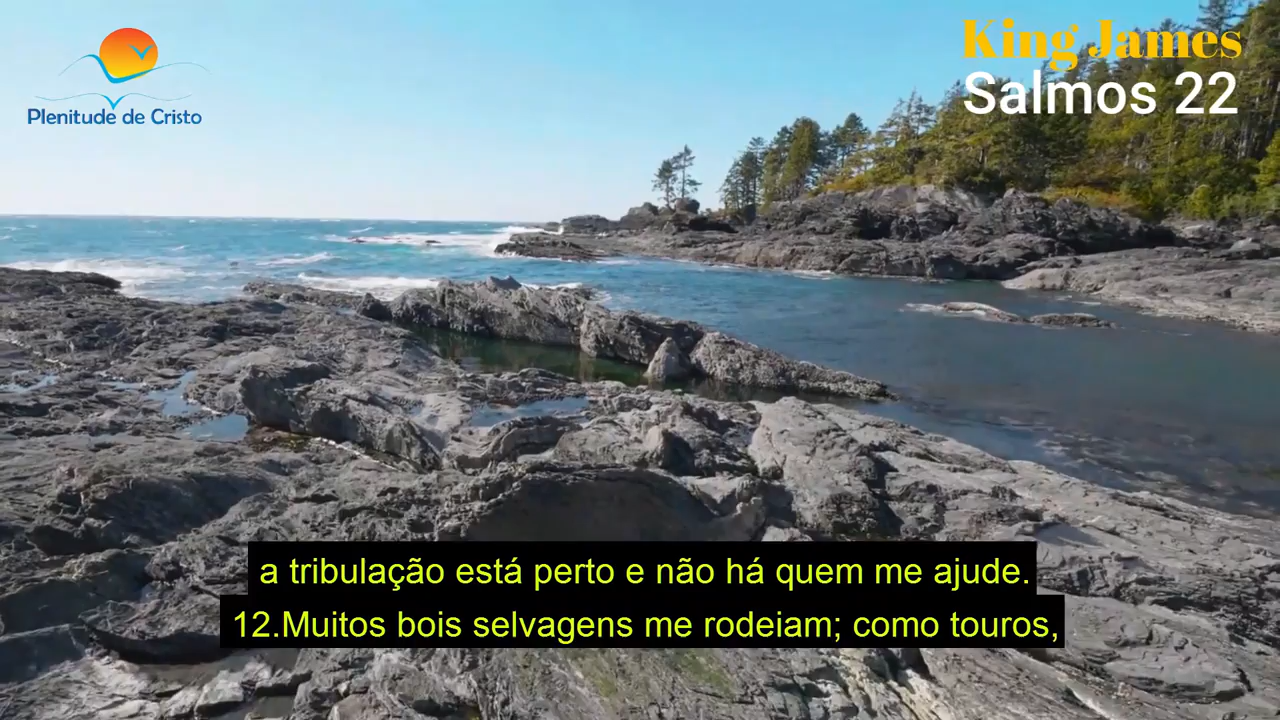 King James
Salmos 22
Plenitude de Cristo
a tribulação está perto e não há quem me ajude.
12.Muitos bois selvagens me rodeiam; como touros,